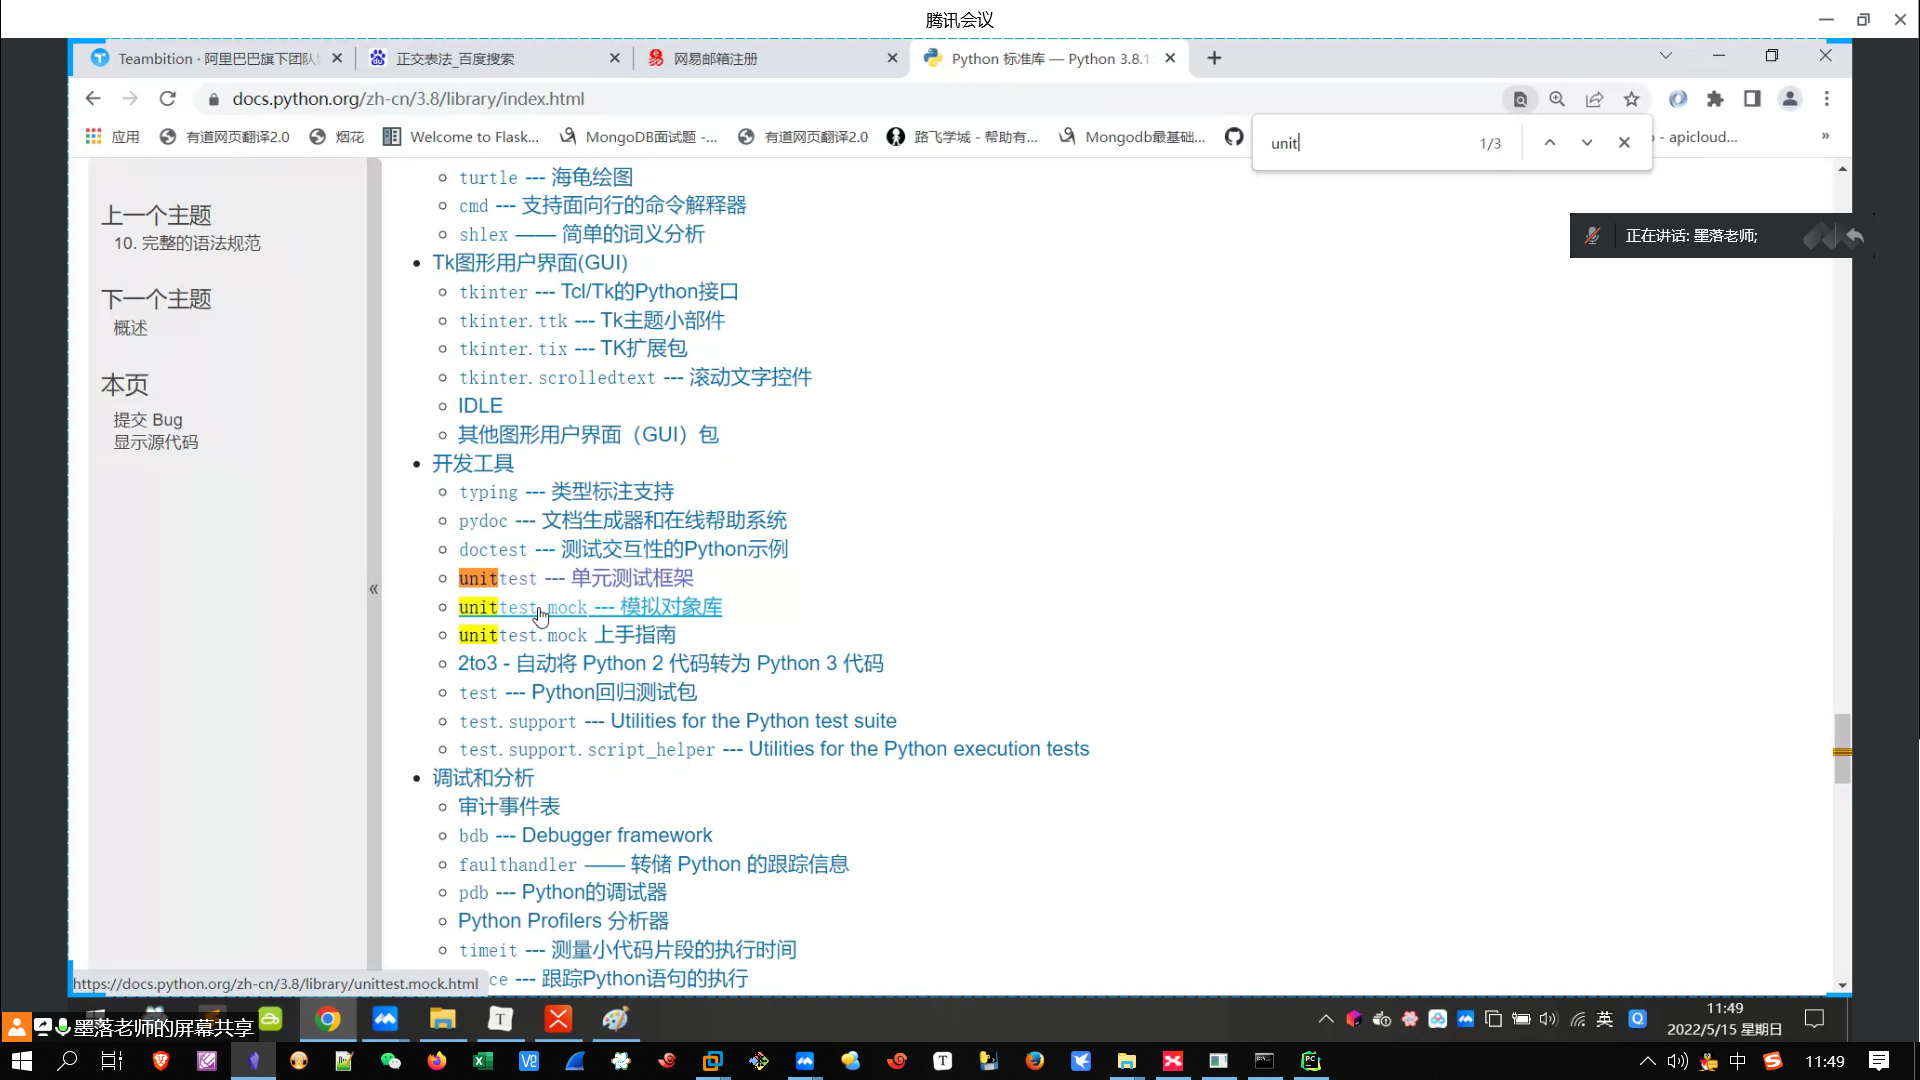 腾讯会议
Teambition · 阿里巴巴旗下团队
正交表法_百度搜索
网易邮箱注册
Python 标准库 — Python 3.8.1
docs.python.org/zh-cn/3.8/library/index.html
应用
有道网页翻译2.0
烟花
Welcome to Flask...
MongoDB面试题 -...
有道网页翻译2.0
路飞学城 - 帮助有...
Mongodb最基础...
- apicloud...
unit
1/3
正在讲话: 墨落老师;
上一个主题
10. 完整的语法规范
下一个主题
概述
本页
提交 Bug
显示源代码
turtle --- 海龟绘图
cmd --- 支持面向行的命令解释器
shlex —— 简单的词义分析
Tk图形用户界面(GUI)
tkinter --- Tcl/Tk的Python接口
tkinter.ttk --- Tk主题小部件
tkinter.tix --- TK扩展包
tkinter.scrolledtext --- 滚动文字控件
IDLE
其他图形用户界面（GUI）包
开发工具
typing --- 类型标注支持
pydoc --- 文档生成器和在线帮助系统
doctest --- 测试交互性的Python示例
unittest --- 单元测试框架
unittest.mock --- 模拟对象库
unittest.mock 上手指南
2to3 - 自动将 Python 2 代码转为 Python 3 代码
test --- Python回归测试包
test.support --- Utilities for the Python test suite
test.support.script_helper --- Utilities for the Python execution tests
调试和分析
审计事件表
bdb --- Debugger framework
faulthandler —— 转储 Python 的跟踪信息
pdb --- Python的调试器
Python Profilers 分析器
timeit --- 测量小代码片段的执行时间
ce --- 跟踪Python语句的执行
https://docs.python.org/zh-cn/3.8/library/unittest.mock.html
墨落老师的屏幕共享
英
11:49
2022/5/15 星期日
中
11:49